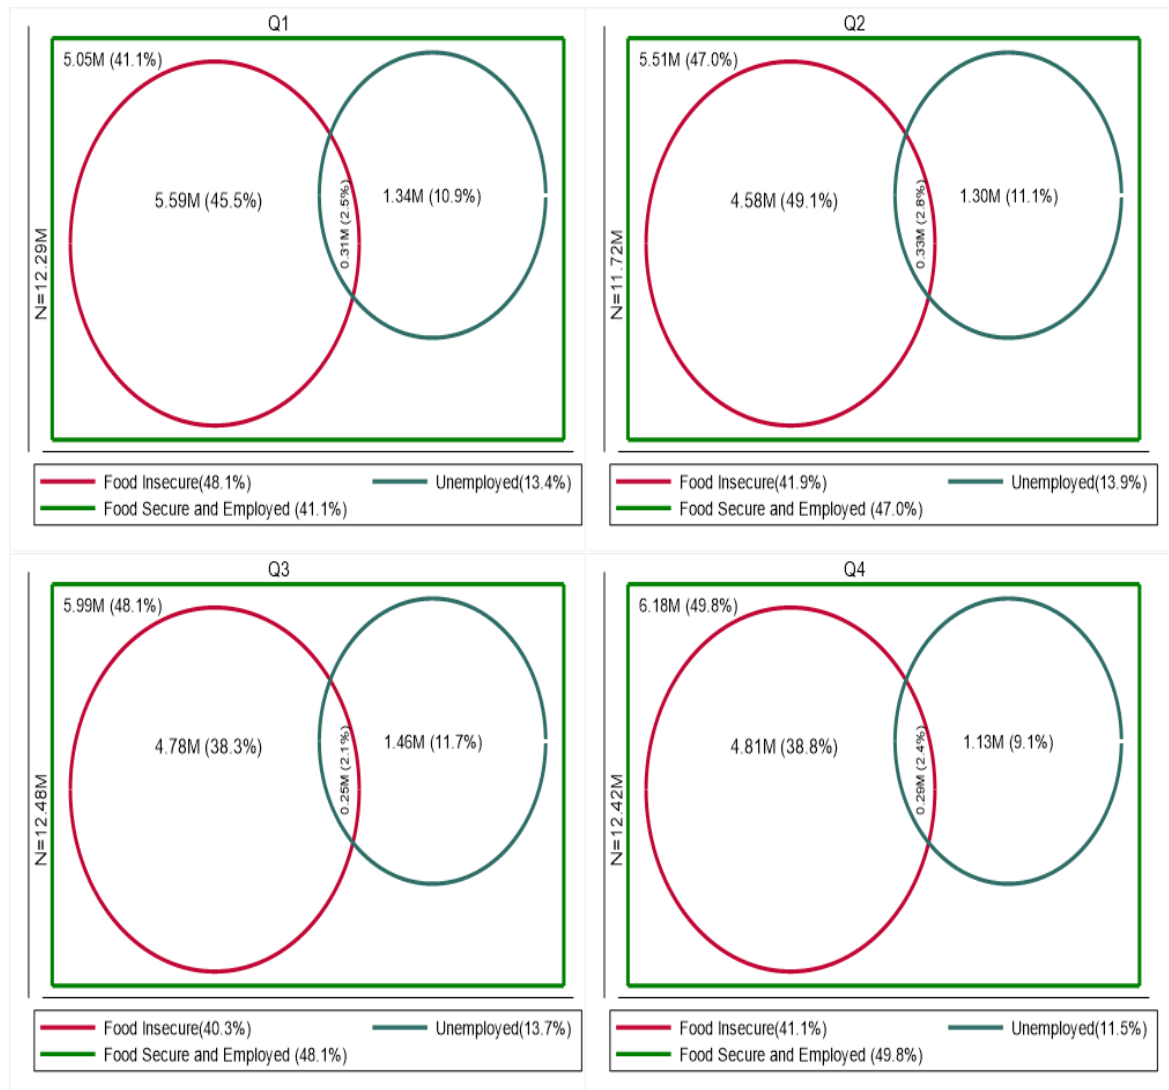 Q1
5.05M (41.1%)
5.59M (45.5%)
0.31M (2.5%)
1.34M (10.9%)
N=12.29M
Food Insecure(48.1%)
Unemployed(13.4%)
Food Secure and Employed (41.1%)
Q2
5.51M (47.0%)
4.58M (49.1%)
0.33M (2.8%)
1.30M (11.1%)
N=11.72M
Food Insecure(41.9%)
Unemployed(13.9%)
Food Secure and Employed (47.0%)
Q3
5.99M (48.1%)
4.78M (38.3%)
0.25M (2.1%)
1.46M (11.7%)
N=12.48M
Food Insecure(40.3%)
Unemployed(13.7%)
Food Secure and Employed (48.1%)
Q4
6.18M (49.8%)
4.81M (38.8%)
0.29M (2.4%)
1.13M (9.1%)
N=12.42M
Food Insecure(41.1%)
Unemployed(11.5%)
Food Secure and Employed (49.8%)